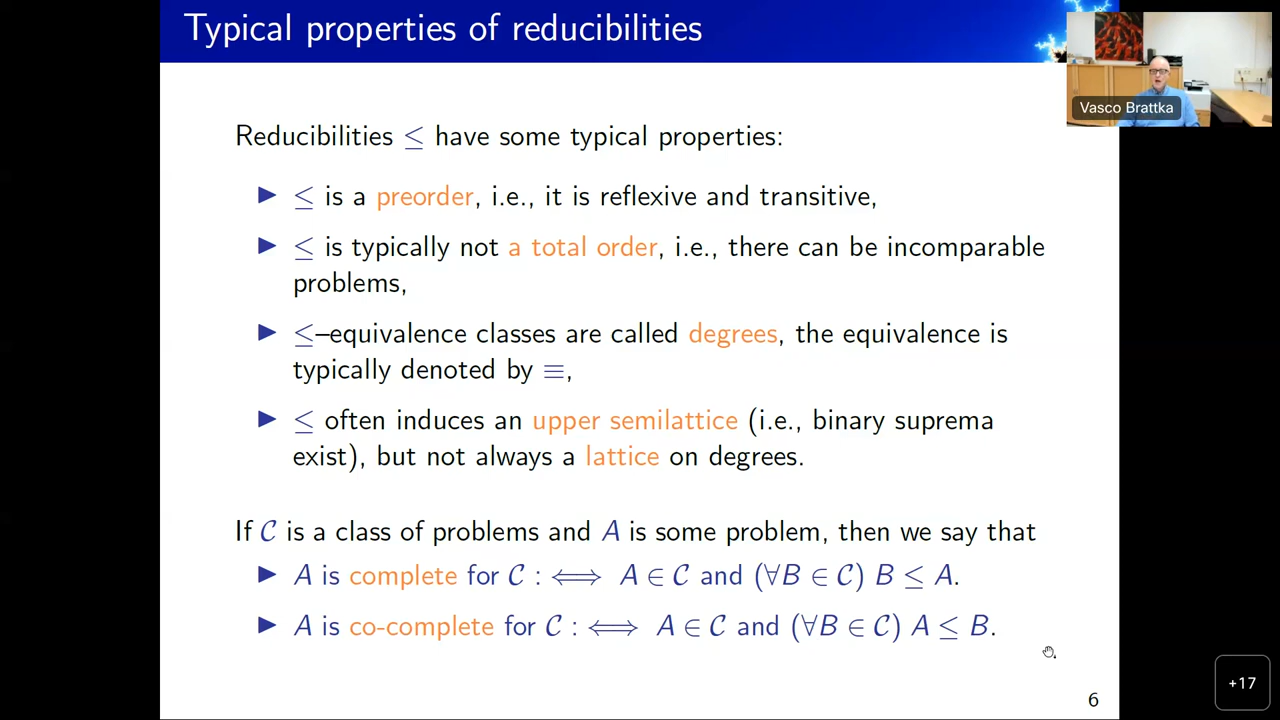 Typical properties of reducibilities
Vasco Brattka
Reducibilities ≤ have some typical properties:
▶ ≤ is a preorder, i.e., it is reflexive and transitive,
▶ ≤ is typically not a total order, i.e., there can be incomparable
problems,
▶ ≤–equivalence classes are called degrees, the equivalence is
typically denoted by ≡,
▶ ≤ often induces an upper semilattice (i.e., binary suprema
exist), but not always a lattice on degrees.
If 𝒞 is a class of problems and A is some problem, then we say that
▶ A is complete for 𝒞 :⟺ A ∈ 𝒞 and (∀B ∈ 𝒞) B ≤ A.
▶ A is co-complete for 𝒞 :⟺ A ∈ 𝒞 and (∀B ∈ 𝒞) A ≤ B.
+17
6